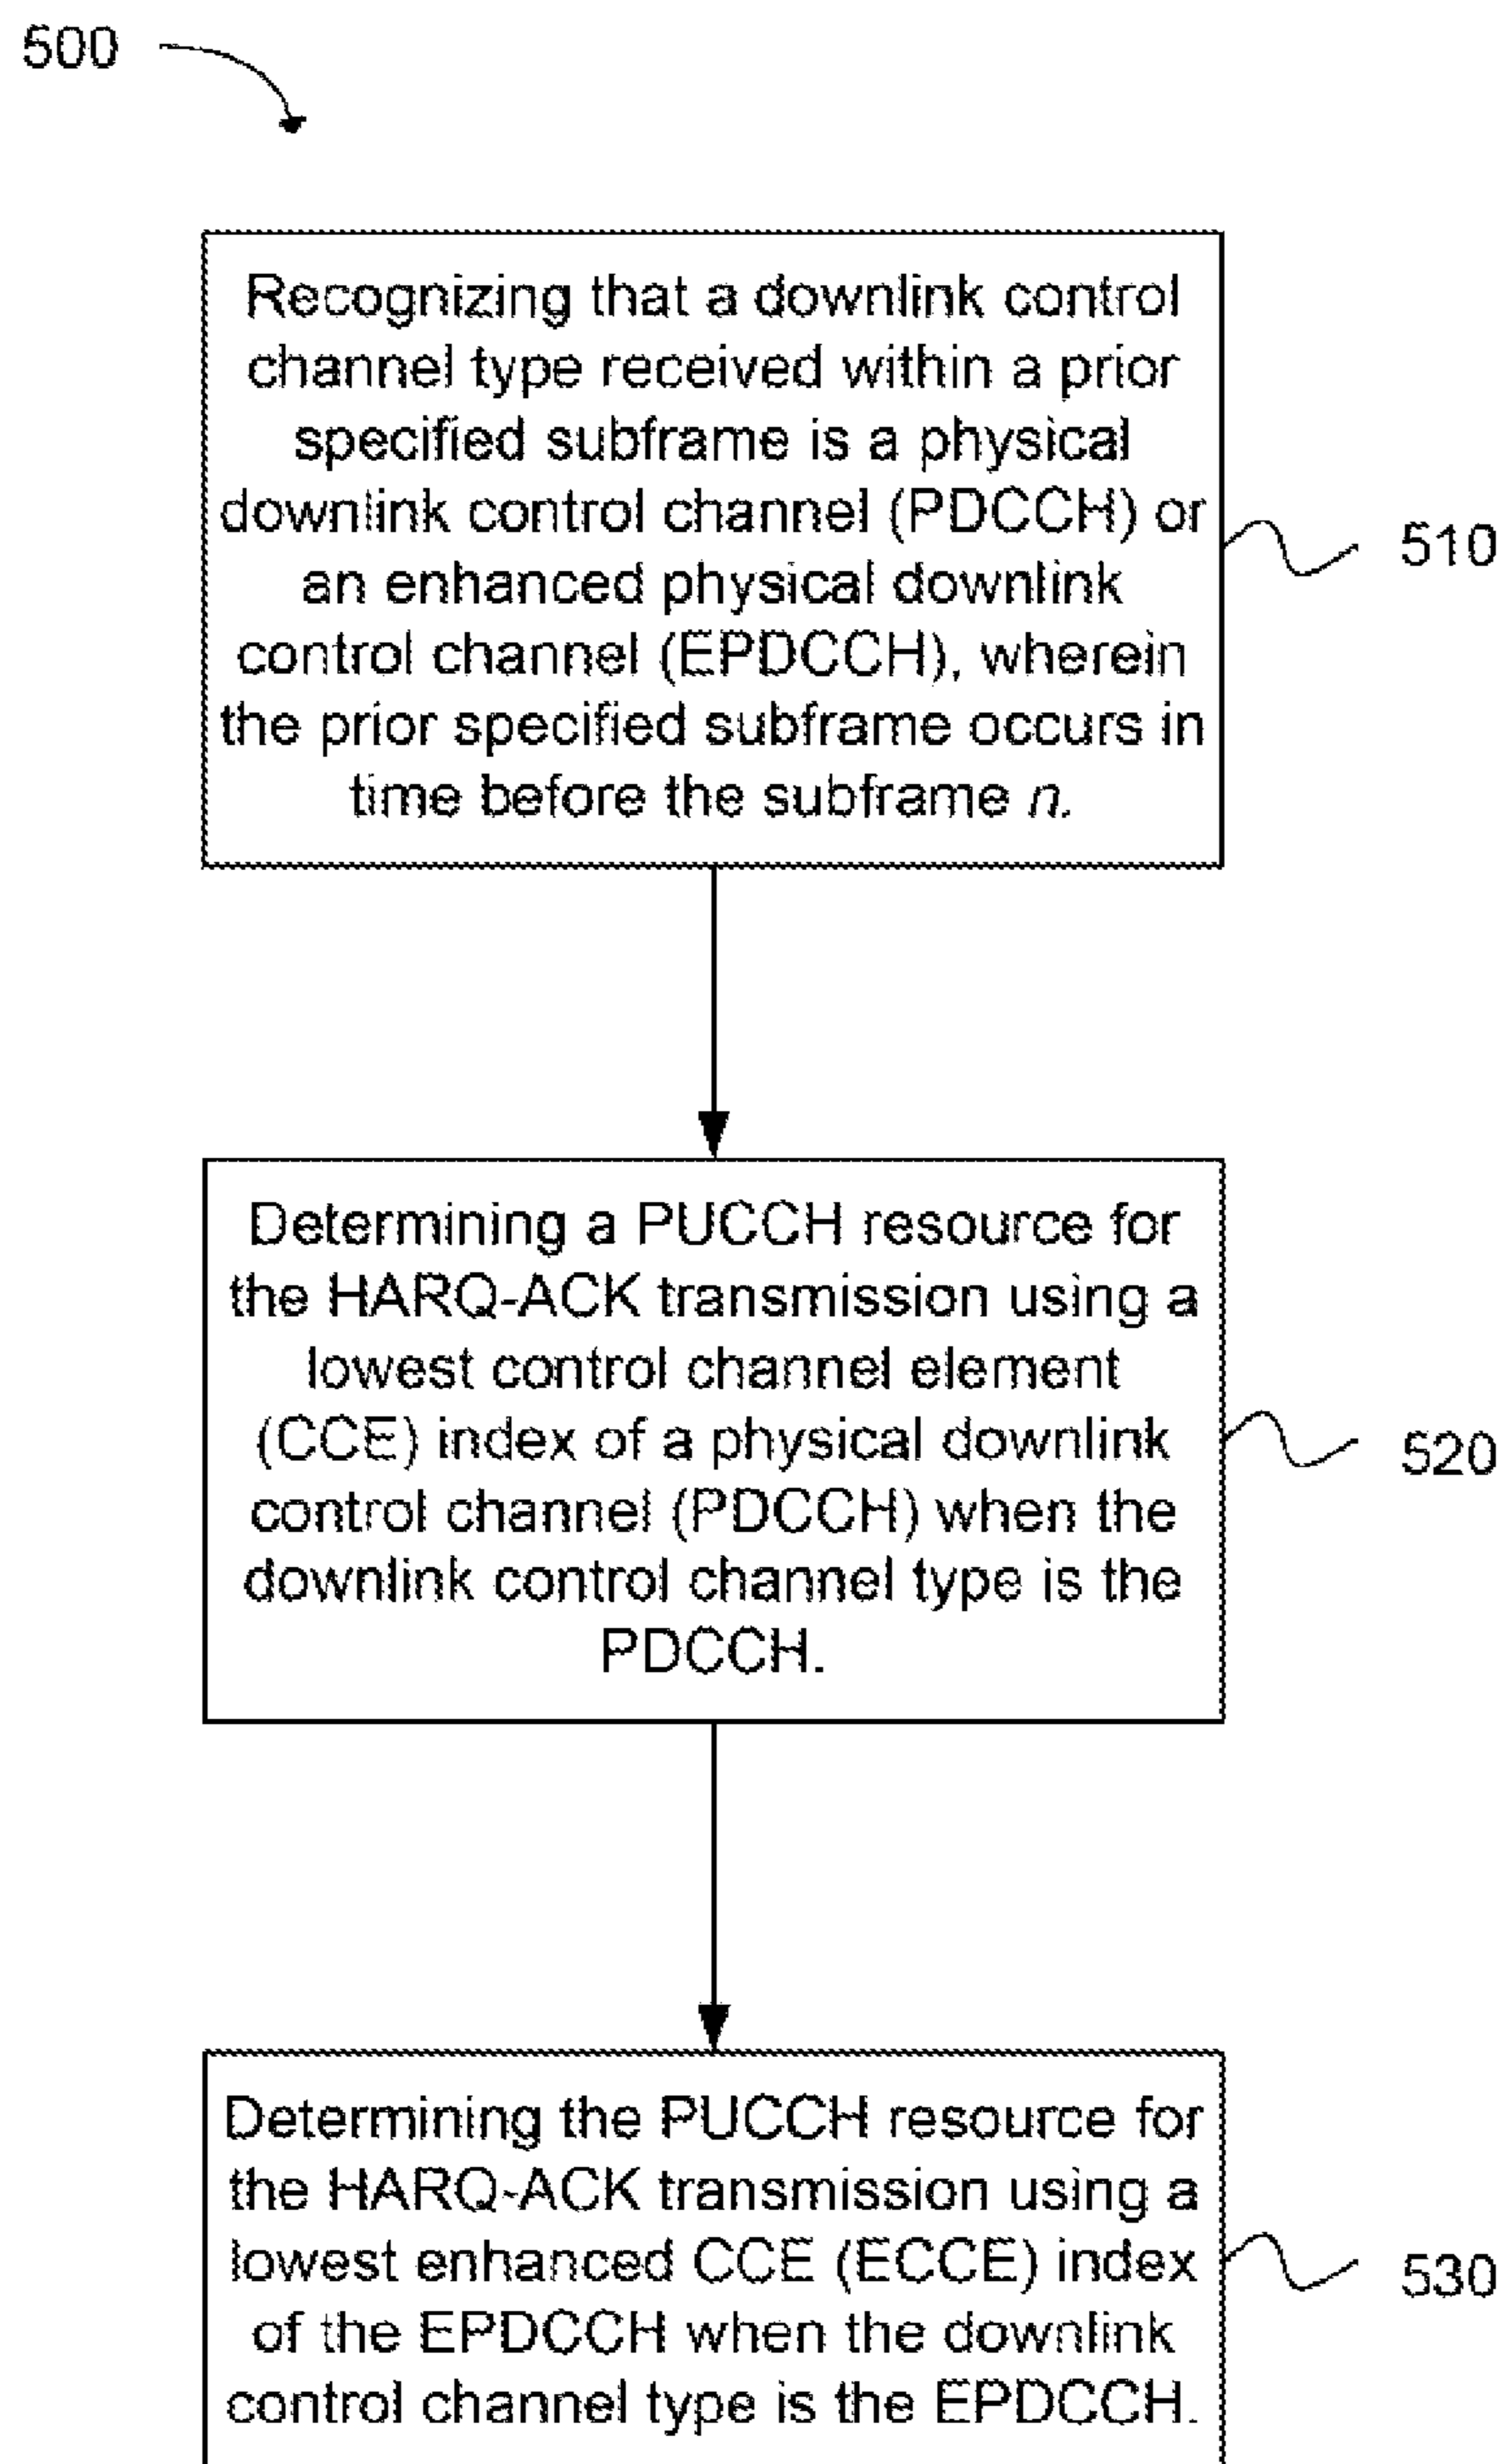 500
Recognizing that a downlink control
channel type received within a prior
specified subframe is a physical
downlink control channel (PDCCH) or
an enhanced physical downlink
control channel (EPDCCH), wherein
the prior specified subframe occurs in
time before the subframe n.
510
Determining a PUCCH resource for
the HARQ-ACK transmission using a
lowest control channel element
(CCE) index of a physical downlink
control channel (PDCCH) when the
downlink control channel type is the
PDCCH.
520
Determining the PUCCH resource for
the HARQ-ACK transmission using a
lowest enhanced CCE (ECCE) index
of the EPDCCH when the downlink
control channel type is the EPDCCH.
530